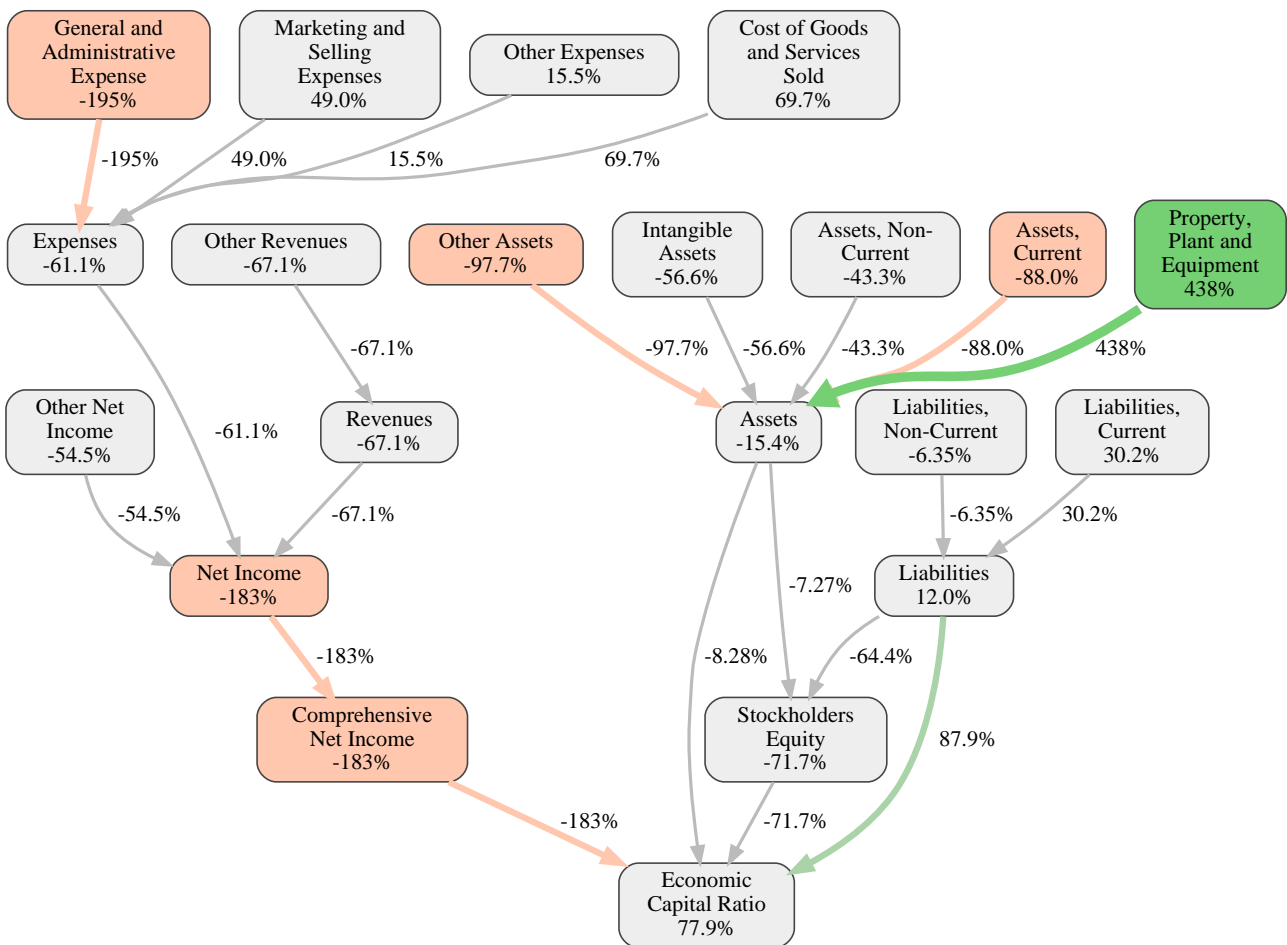 General and
Administrative
Expense
-195%
Marketing and
Selling
Expenses
49.0%
Other Expenses
15.5%
Cost of Goods
and Services
Sold
69.7%
-195%
49.0%
15.5%
69.7%
Expenses
-61.1%
Other Revenues
-67.1%
Other Assets
-97.7%
Intangible
Assets
-56.6%
Assets, Non-
Current
-43.3%
Assets,
Current
-88.0%
Property,
Plant and
Equipment
438%
-67.1%
-97.7%
-56.6%
-43.3%
-88.0%
438%
Other Net
Income
-54.5%
-61.1%
Revenues
-67.1%
Assets
-15.4%
Liabilities,
Non-Current
-6.35%
Liabilities,
Current
30.2%
-54.5%
-67.1%
-6.35%
30.2%
Net Income
-183%
-7.27%
Liabilities
12.0%
-183%
-8.28%
-64.4%
Comprehensive
Net Income
-183%
Stockholders
Equity
-71.7%
87.9%
-183%
-71.7%
Economic
Capital Ratio
77.9%